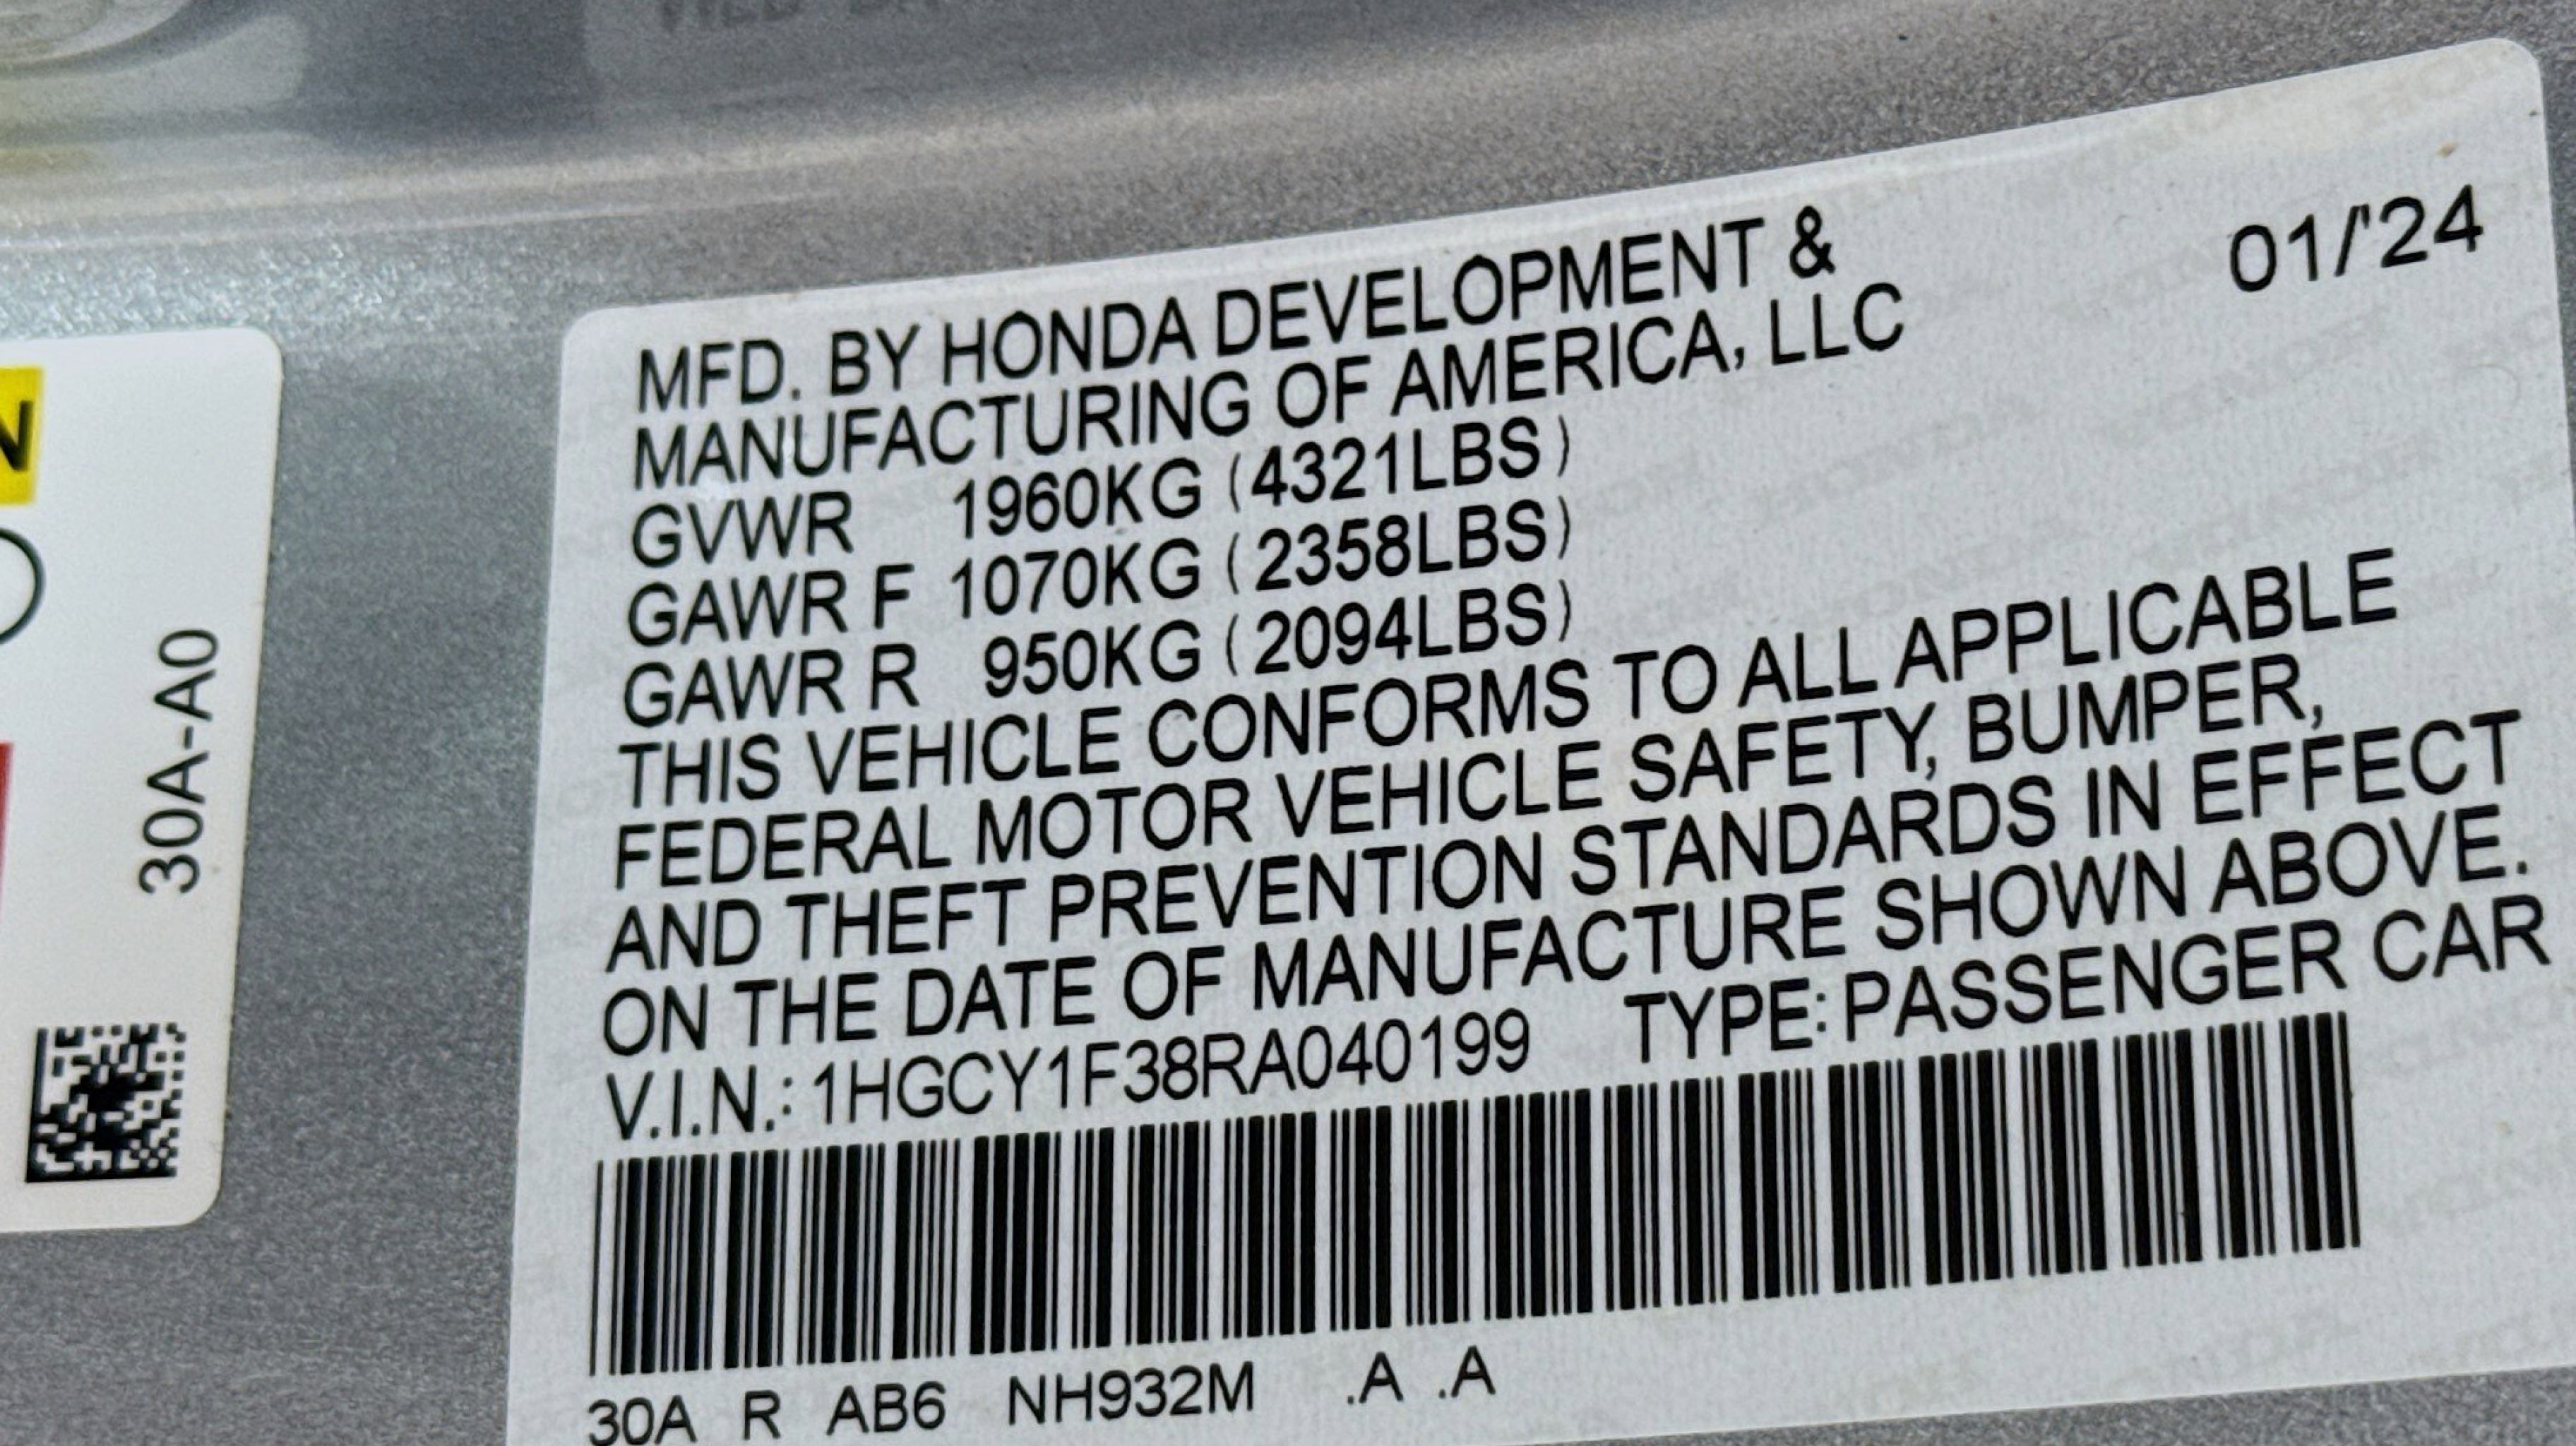 MFD. BY HONDA DEVELOPMENT &
MANUFACTURING OF AMERICA, LLC
01/'24
GVWR 1960KG (4321LBS)
GAWR F 1070KG (2358LBS)
GAWR R 950KG (2094LBS)
THIS VEHICLE CONFORMS TO ALL APPLICABLE
FEDERAL MOTOR VEHICLE SAFETY, BUMPER,
AND THEFT PREVENTION STANDARDS IN EFFECT
ON THE DATE OF MANUFACTURE SHOWN ABOVE.
V.I.N.: 1HGCY1F38RA040199 TYPE: PASSENGER CAR
30A R AB6 NH932M .A .A
N
30A-A0